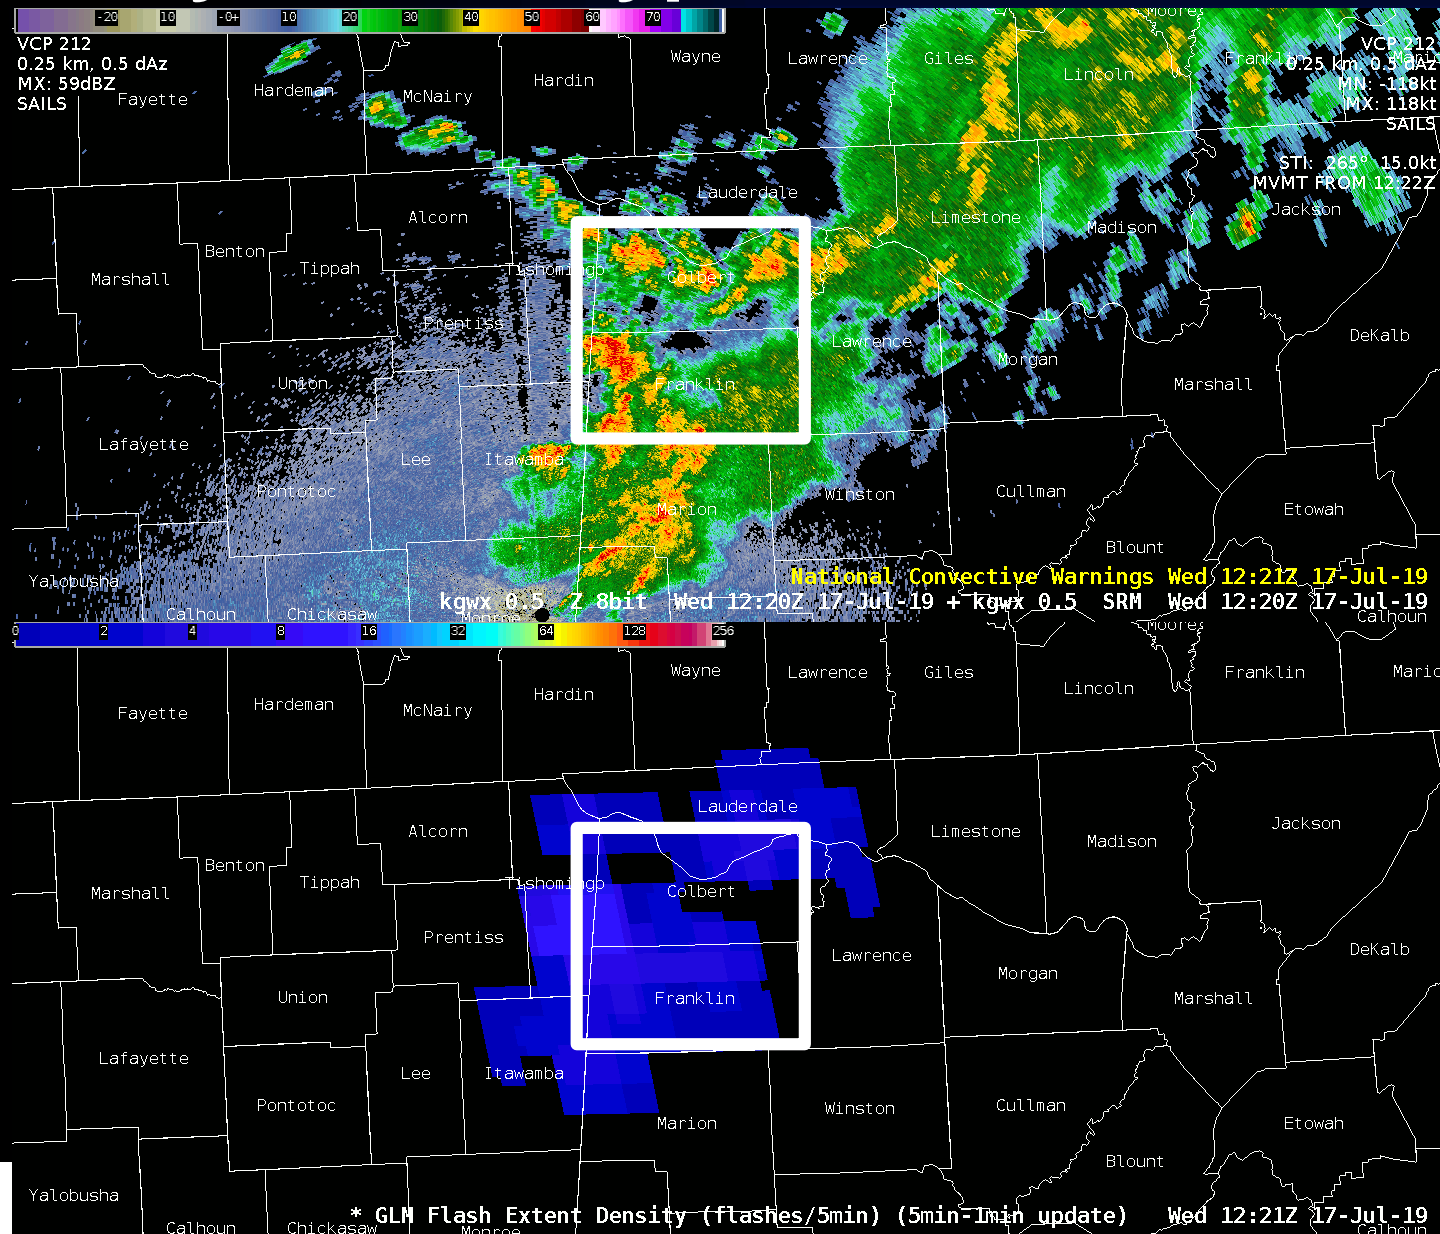 -20 10 -0+ 10 20 30 40 50 60 70
VCP 212
0.25 km, 0.5 dAz
MX: 59dBZ
SAILS
VCP 212
0.25 km, 0.5 dAz
MN: -118kt
MX: 118kt
SAILS
STI: 265° 15.0kt
MVMT FROM 12:22Z
Moore
Wayne Lawrence Giles Lincoln Franklin
Fayette Hardeman McNairy Hardin
Lauderdale
Alcorn Limestone Madison Jackson
Benton Tippah Tishomingo Colbert
Marshall
Prentiss Lawrence Morgan DeKalb
Union Franklin Marshall
Lafayette Lee Itawamba
Pontotoc Marion Winston Cullman Etowah
Blount
Yalobusha
National Convective Warnings Wed 12:21Z 17-Jul-19
kgwx 0.5 Z 8bit Wed 12:20Z 17-Jul-19 + kgwx 0.5 SRM Wed 12:20Z 17-Jul-19
Calhoun Chickasaw Monroe Calhoun
0 2 4 8 16 32 64 128 256
Moore
Wayne Lawrence Giles Lincoln Franklin Mario
Fayette Hardeman McNairy Hardin
Lauderdale
Alcorn Limestone Madison Jackson
Benton Tippah Tishomingo Colbert
Marshall
Prentiss Lawrence Morgan DeKalb
Union Franklin Marshall
Lafayette Lee Itawamba
Pontotoc Marion Winston Cullman Etowah
Blount
Yalobusha
* GLM Flash Extent Density (flashes/5min) (5min-1min update) Wed 12:21Z 17-Jul-19
Calhoun Chickasaw Monroe Calhoun